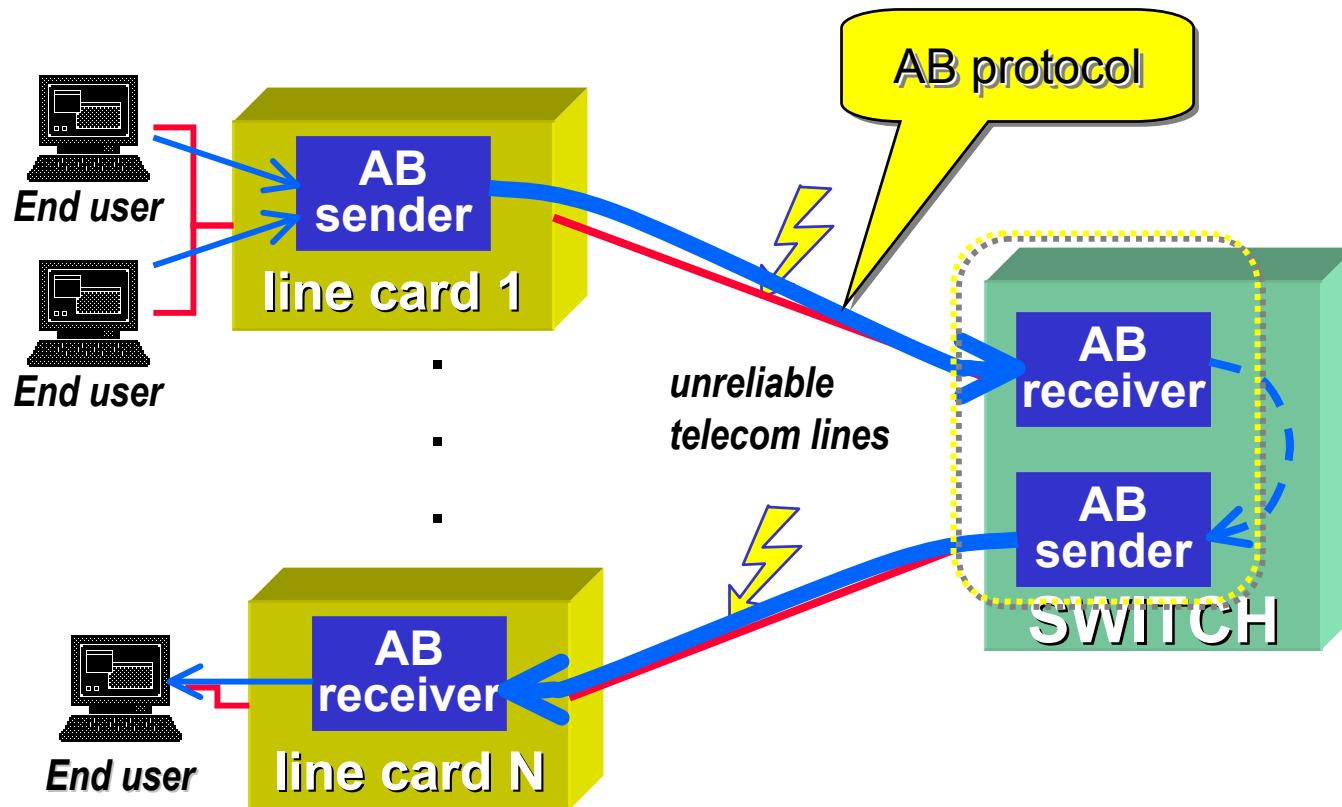 AB protocol
End user
AB
sender
line card 1
End user
unreliable
telecom lines
AB
receiver
AB
sender
SWITCH
AB
receiver
line card N
End user